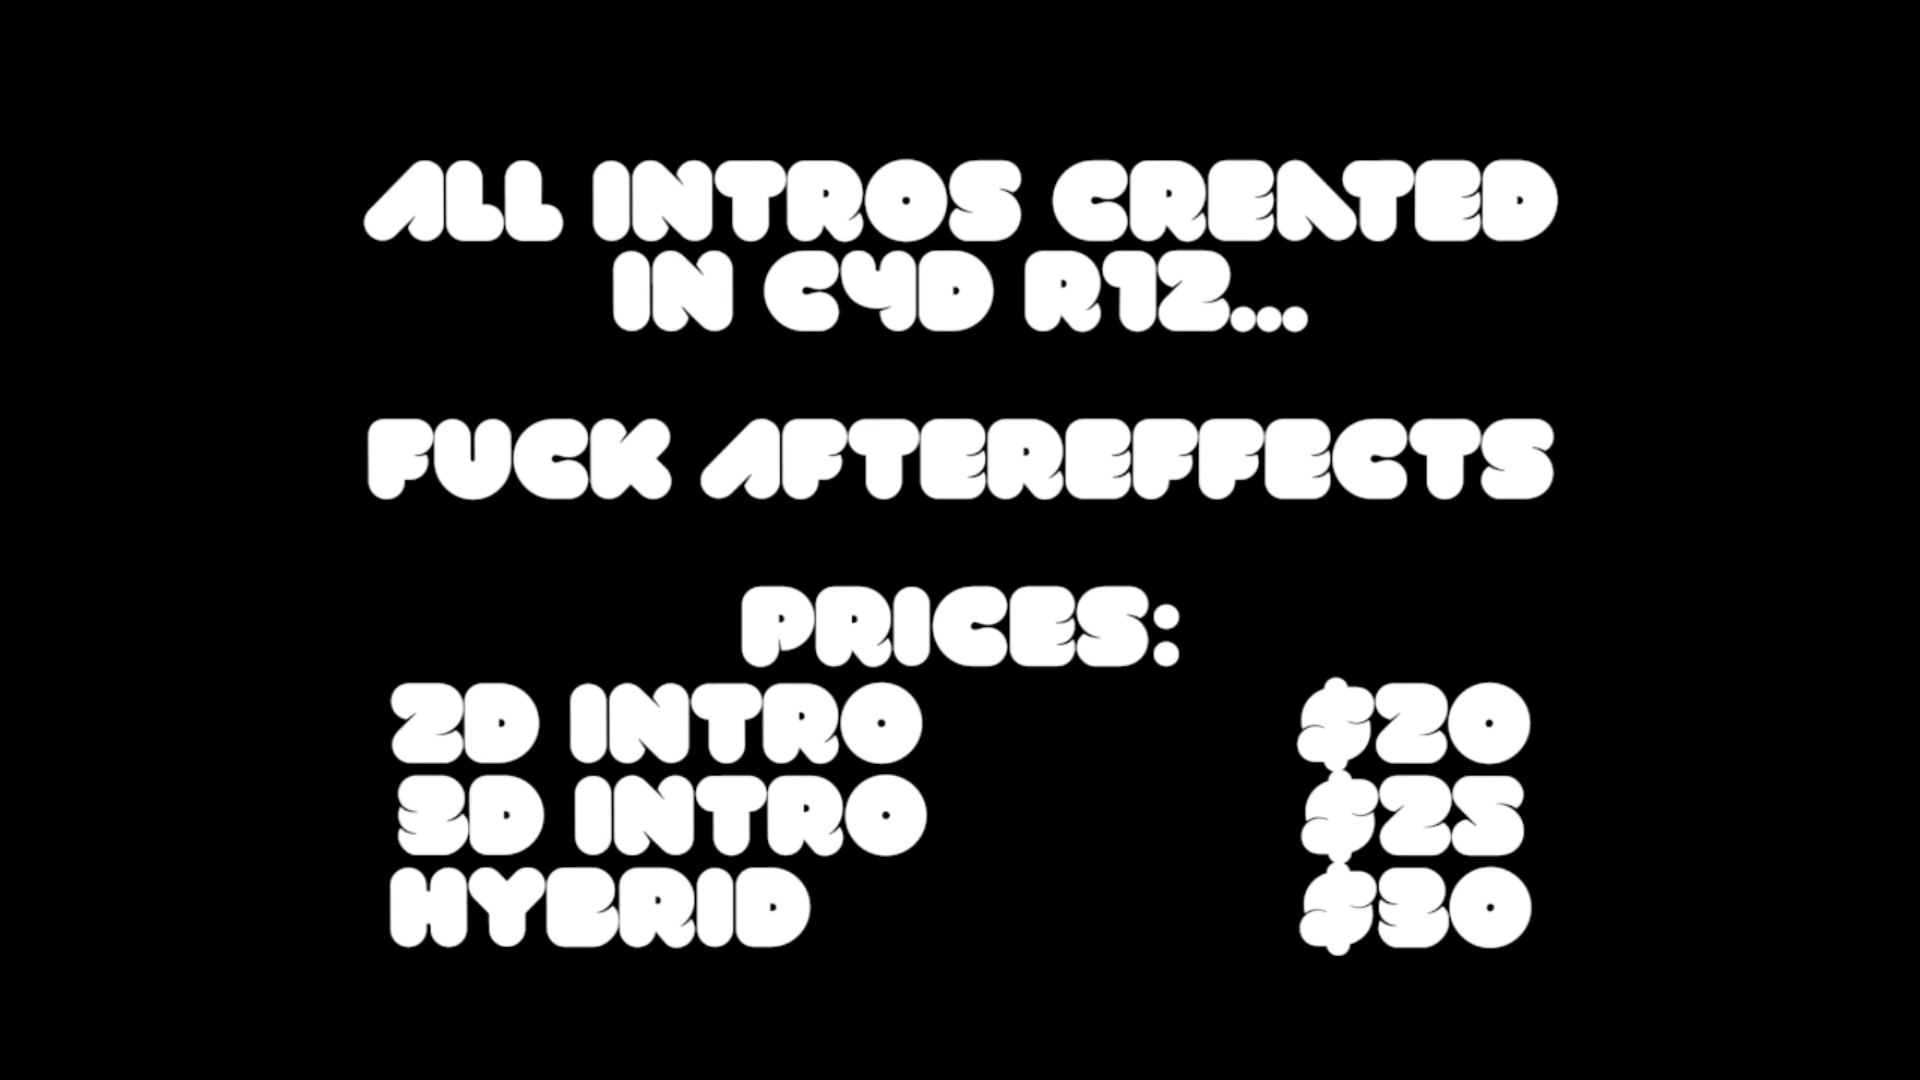 ALL INTROS CREATED
IN C4D R12...
FUCK AFTEREFFECTS
PRICES:
2D INTRO $20
3D INTRO $25
HYBRID $30